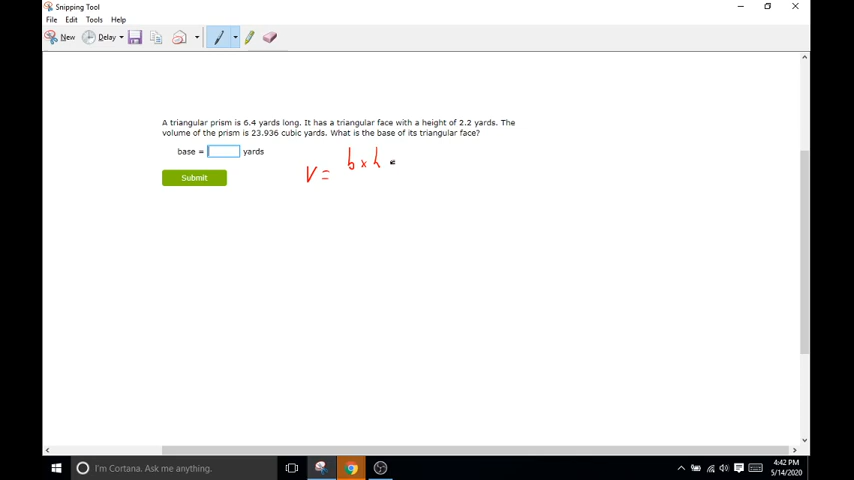 Snipping Tool
File Edit Tools Help
New Delay
A triangular prism is 6.4 yards long. It has a triangular face with a height of 2.2 yards. The
volume of the prism is 23.936 cubic yards. What is the base of its triangular face?
base = yards
b x h
V =
Submit
I'm Cortana. Ask me anything.
4:42 PM
5/14/2020